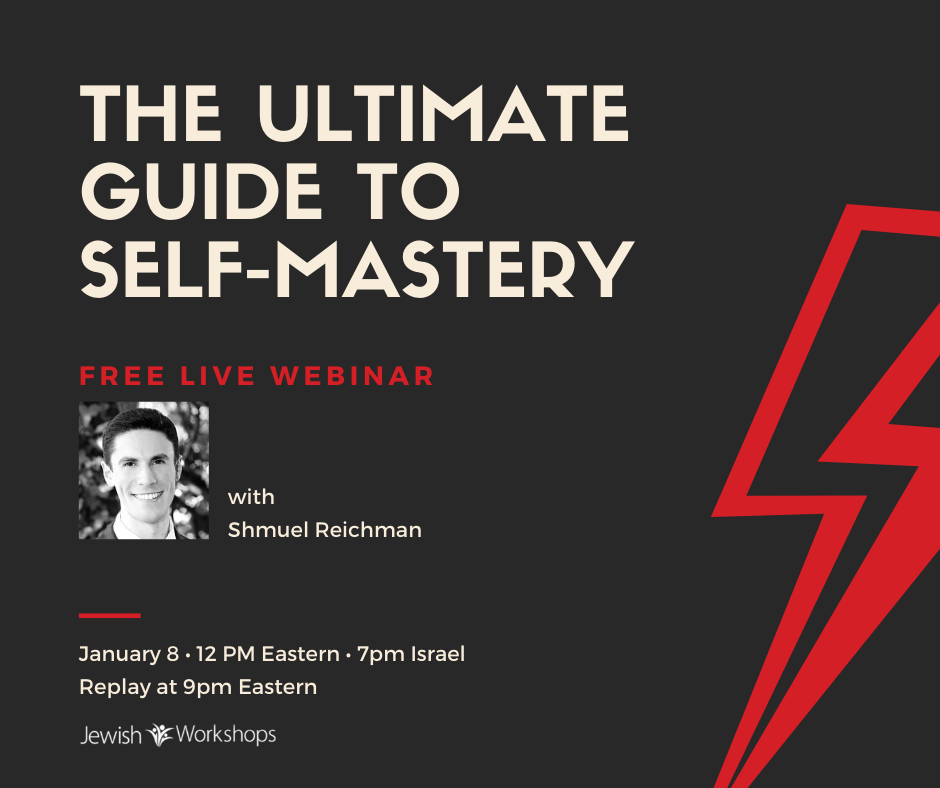 THE ULTIMATE
GUIDE TO
SELF-MASTERY
FREE LIVE WEBINAR
with
Shmuel Reichman
January 8 • 12 PM Eastern • 7pm Israel
Replay at 9pm Eastern
Jewish Workshops